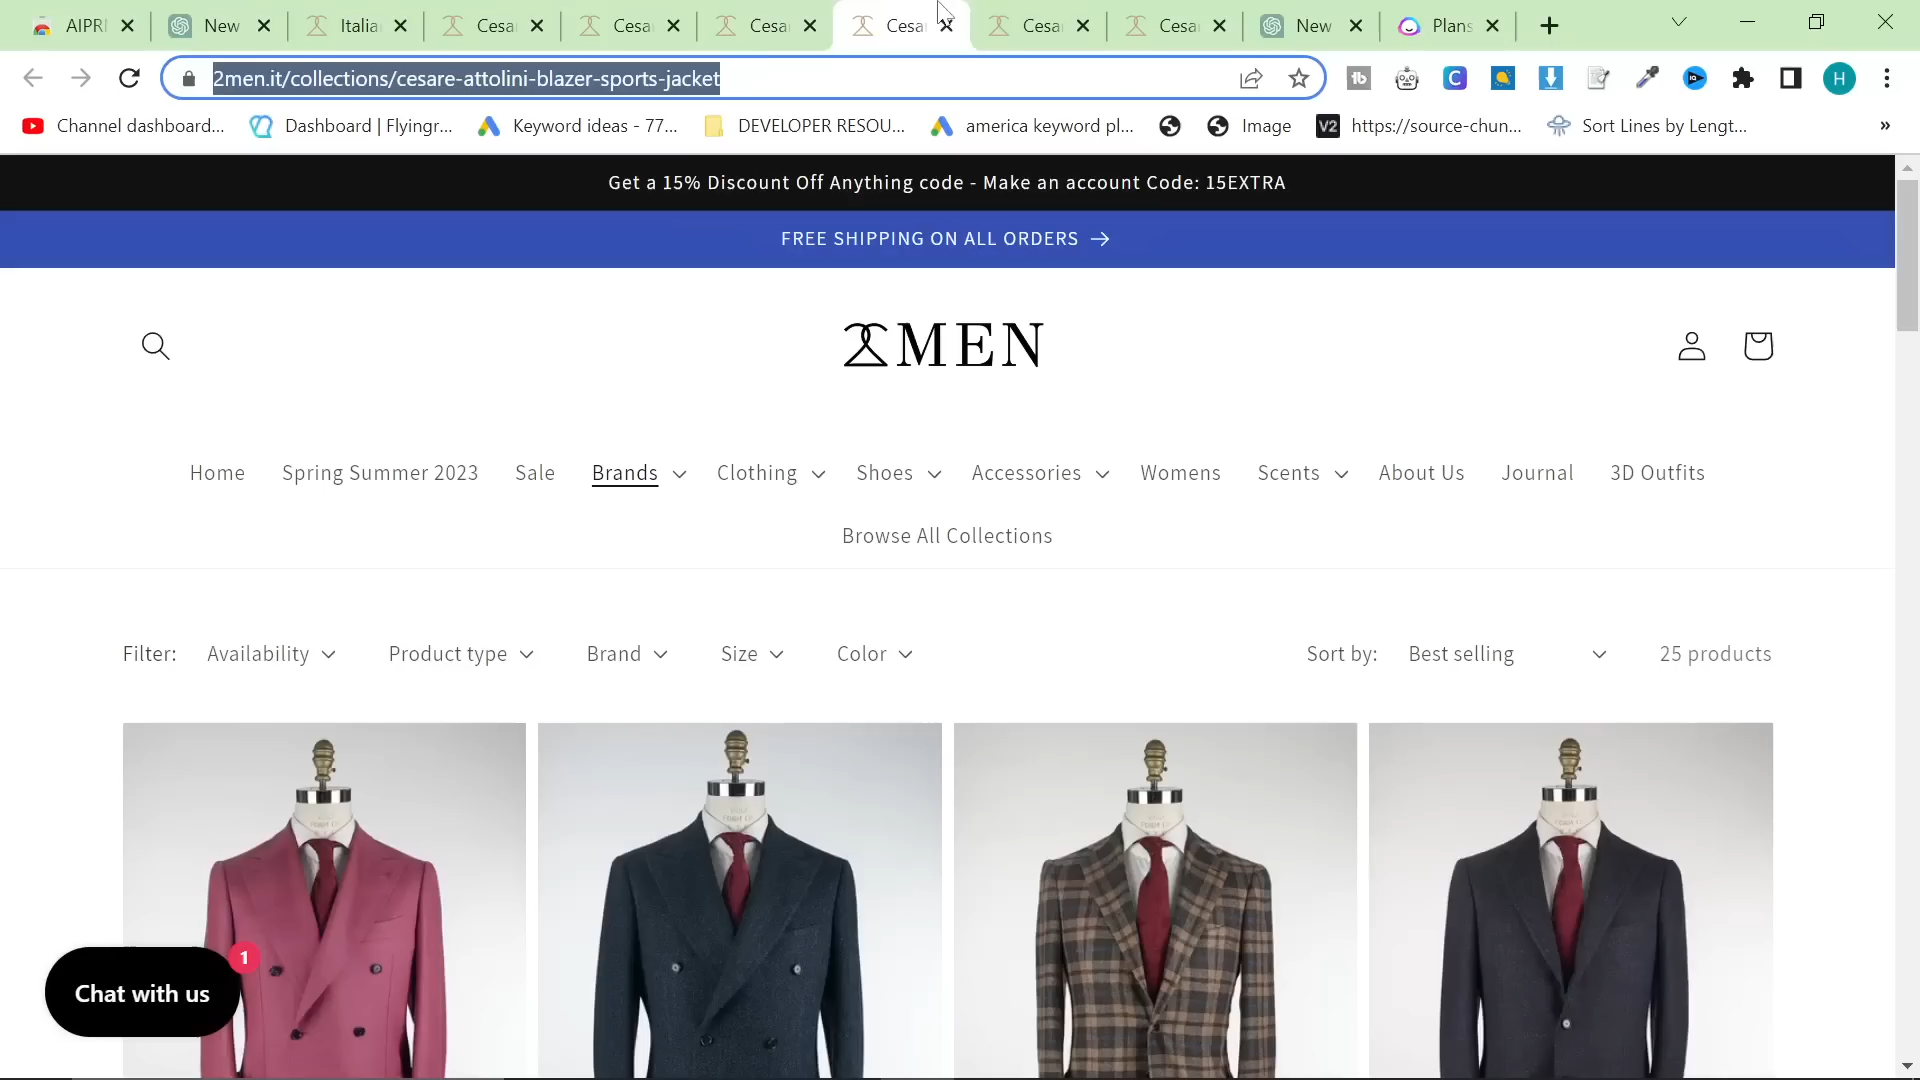 AIPRI
New
Italia
Cesa
Cesa
Cesa
Cesa
Cesa
Cesa
New
Plans
2men.it/collections/cesare-attolini-blazer-sports-jacket
H
Channel dashboard...
Dashboard | Flyingr...
Keyword ideas - 77...
DEVELOPER RESOU...
america keyword pl...
Image
V2 https://source-chun...
Sort Lines by Lengt...
»
Get a 15% Discount Off Anything code - Make an account Code: 15EXTRA
FREE SHIPPING ON ALL ORDERS →
MEN
Home Spring Summer 2023 Sale Brands Clothing Shoes Accessories Womens Scents About Us Journal 3D Outfits
Browse All Collections
Filter: Availability Product type Brand Size Color Sort by: Best selling 25 products
1
Chat with us